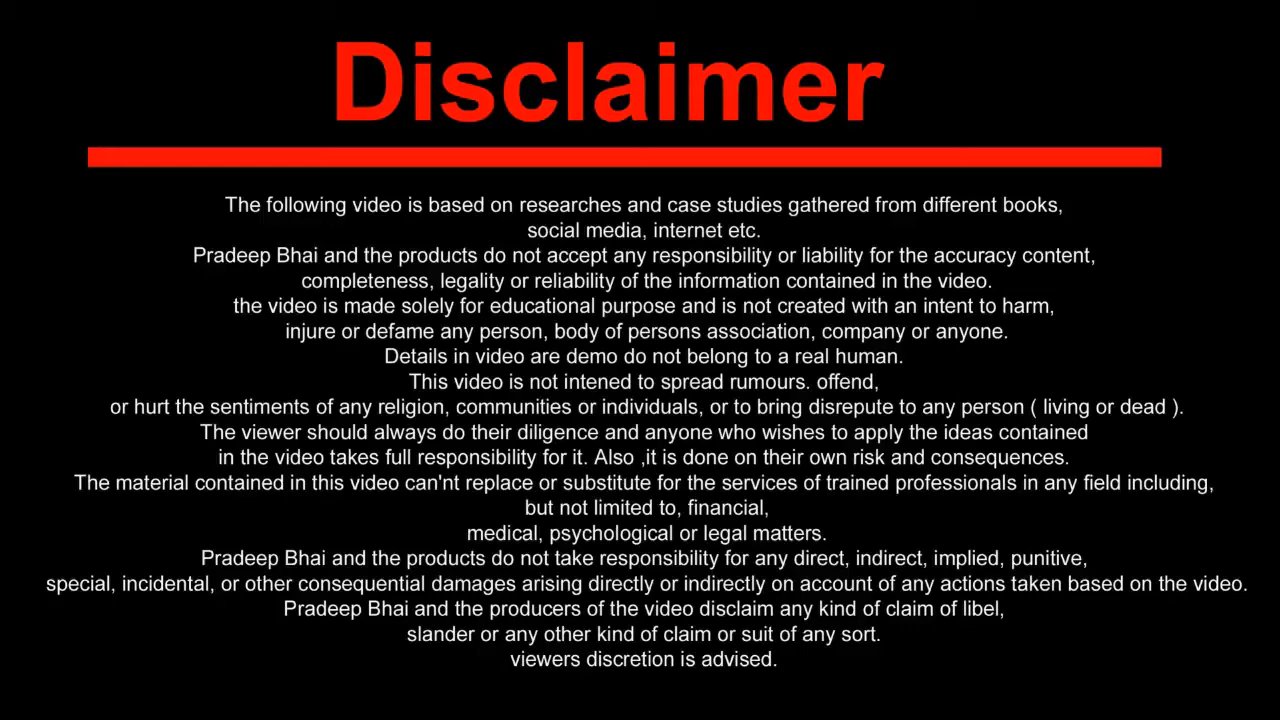 Disclaimer
The following video is based on researches and case studies gathered from different books,
social media, internet etc.
Pradeep Bhai and the products do not accept any responsibility or liability for the accuracy content,
completeness, legality or reliability of the information contained in the video.
the video is made solely for educational purpose and is not created with an intent to harm,
injure or defame any person, body of persons association, company or anyone.
Details in video are demo do not belong to a real human.
This video is not intened to spread rumours. offend,
or hurt the sentiments of any religion, communities or individuals, or to bring disrepute to any person ( living or dead ).
The viewer should always do their diligence and anyone who wishes to apply the ideas contained
in the video takes full responsibility for it. Also ,it is done on their own risk and consequences.
The material contained in this video can'nt replace or substitute for the services of trained professionals in any field including,
but not limited to, financial,
medical, psychological or legal matters.
Pradeep Bhai and the products do not take responsibility for any direct, indirect, implied, punitive,
special, incidental, or other consequential damages arising directly or indirectly on account of any actions taken based on the video.
Pradeep Bhai and the producers of the video disclaim any kind of claim of libel,
slander or any other kind of claim or suit of any sort.
viewers discretion is advised.